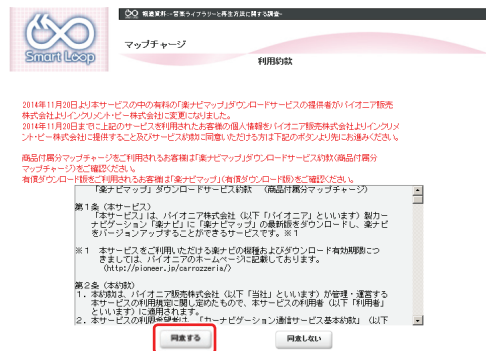 Smart Loop
マップチャージ
利用約款
2014年11月20日より本サービスの中の有料の「楽ナビマップ」ダウンロードサービスの提供者がパイオニア販売
株式会社よりインクリメント・ピー株式会社に変更になりました。
2014年11月20日までに上記のサービスを利用されたお客様の個人情報をパイオニア販売株式会社よりインクリメ
ント・ピー株式会社に提供すること及びサービス約款に同意いただける方は下記のボタンより先にお進みください。
商品付属分マップチャージをご利用されるお客様は「楽ナビマップ」ダウンロードサービス約款(商品付属分
マップチャージ)をご確認ください。
有償ダウンロード版をご利用されるお客様は「楽ナビマップ」(有償ダウンロード版)をご確認ください。
「楽ナビマップ」ダウンロードサービス約款 (商品付属分マップチャージ)
第1条(本サービス)
「本サービス」は、パイオニア株式会社(以下「パイオニア」といいます)製カー
ナビゲーション「楽ナビ」に「楽ナビマップ」の最新版をダウンロードし、楽ナビ
をバージョンアップすることができるサービスです。※1
※1 本サービスをご利用いただける楽ナビの機種およびダウンロード有効期限につ
きましては、パイオニアのホームページに記載しております。
(http://pioneer.jp/carrozzeria/)
第2条(本約款)
1.本約款は、パイオニア販売株式会社(以下「当社」といいます)が管理・運営する
本サービスの利用規定に関し定めたもので、本サービスの利用者(以下「利用者」
といいます)に適用されます。
2.本サービスの利用希望者は、「カーナビゲーション通信サービス基本約款」(以下
同意する
同意しない